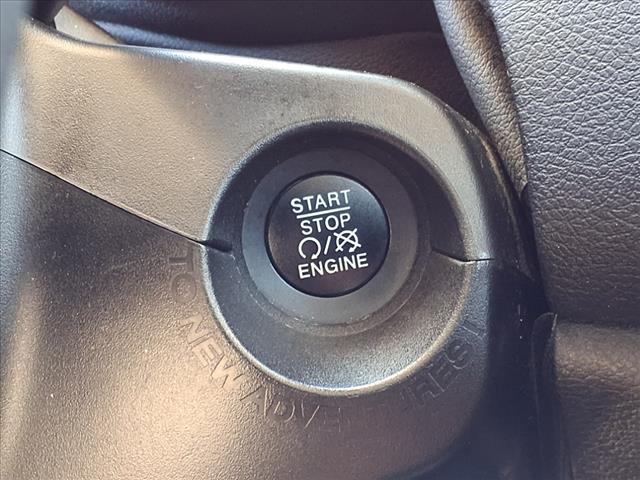 START
STOP
/
ENGINE
TO NEW ADVENTURES!